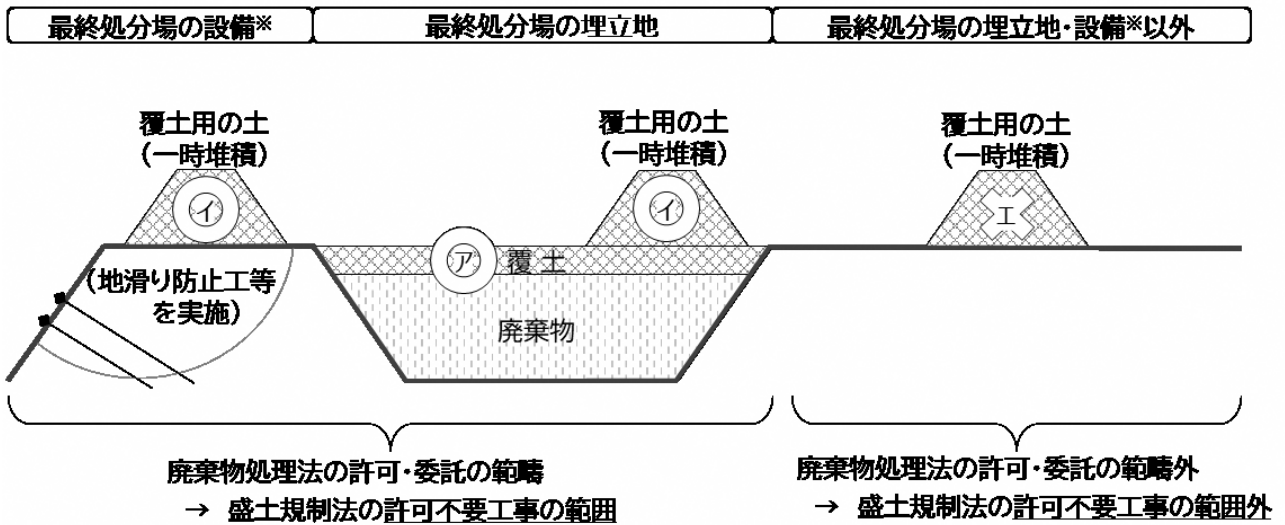 最終処分場の設備※
最終処分場の埋立地
最終処分場の埋立地・設備※以外
覆土用の土
(一時堆積)
イ
覆土用の土
(一時堆積)
イ
覆土用の土
(一時堆積)
エ
ア
覆土
(地滑り防止工等
を実施)
廃棄物
廃棄物処理法の許可・委託の範疇
→ 盛土規制法の許可不要工事の範囲
廃棄物処理法の許可・委託の範疇外
→ 盛土規制法の許可不要工事の範囲外